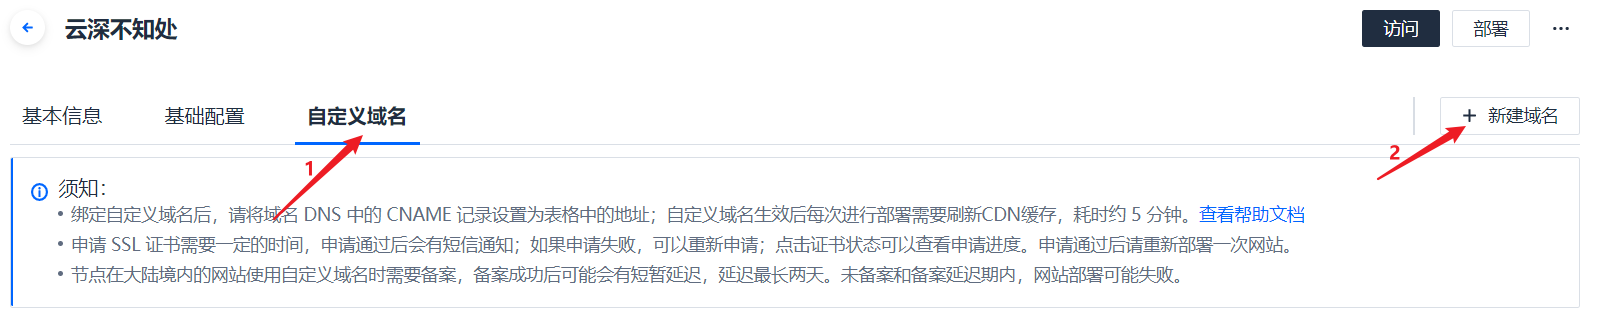 云深不知处
访问
部署
基本信息
基础配置
自定义域名
新建域名
1
2
须知：
• 绑定自定义域名后，请将域名 DNS 中的 CNAME 记录设置为表格中的地址；自定义域名生效后每次进行部署需要刷新CDN缓存，耗时约 5 分钟。查看帮助文档
• 申请 SSL 证书需要一定的时间，申请通过后会有短信通知；如果申请失败，可以重新申请；点击证书状态可以查看申请进度。申请通过后请重新部署一次网站。
• 节点在大陆境内的网站使用自定义域名时需要备案，备案成功后可能会有短暂延迟，延迟最长两天。未备案和备案延迟期内，网站部署可能失败。